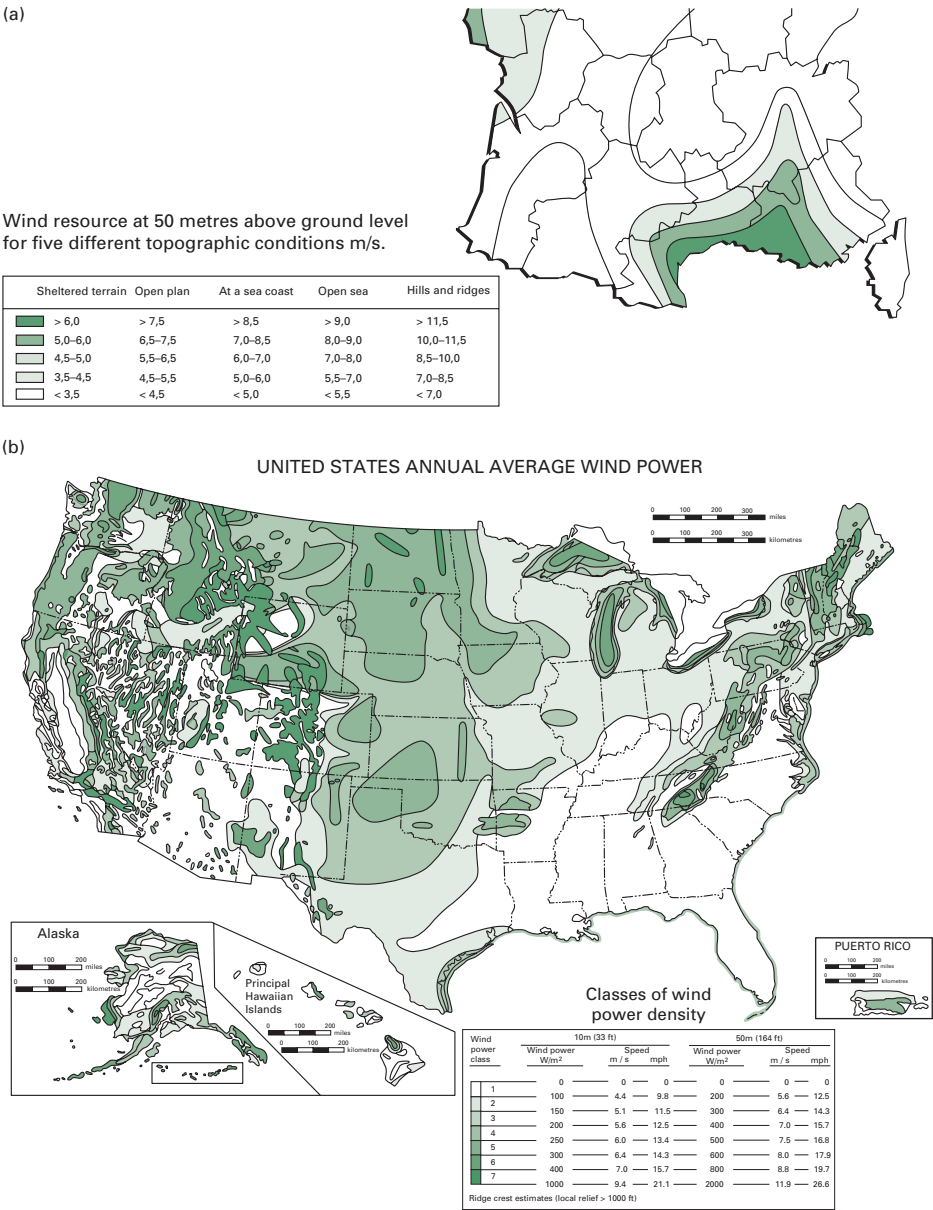 (a)
Wind resource at 50 metres above ground level
for five different topographic conditions m/s.
Sheltered terrain Open plan At a sea coast Open sea Hills and ridges
> 6,0 > 7,5 > 8,5 > 9,0 > 11,5
5,0–6,0 6,5–7,5 7,0–8,5 8,0–9,0 10,0–11,5
4,5–5,0 5,5–6,5 6,0–7,0 7,0–8,0 8,5–10,0
3,5–4,5 4,5–5,5 5,0–6,0 5,5–7,0 7,0–8,5
< 3,5 < 4,5 < 5,0 < 5,5 < 7,0
(b)
UNITED STATES ANNUAL AVERAGE WIND POWER
0 100 200 300
miles
0 100 200 300
kilometres
Alaska
0 100 200
miles
0 100 200
kilometres
Principal
Hawaiian
Islands
0 100 200
miles
0 100 200
kilometres
PUERTO RICO
0 100 200
miles
0 100 200
kilometres
Classes of wind
power density
Wind
power
class
10m (33 ft) 50m (164 ft)
Wind power Speed Wind power Speed
W/m² m / s mph W/m² m / s mph
0 0 0 0 0 0
1
100 4.4 9.8 200 5.6 12.5
2
150 5.1 11.5 300 6.4 14.3
3
200 5.6 12.5 400 7.0 15.7
4
250 6.0 13.4 500 7.5 16.8
5
300 6.4 14.3 600 8.0 17.9
6
400 7.0 15.7 800 8.8 19.7
7
1000 9.4 21.1 2000 11.9 26.6
Ridge crest estimates (local relief > 1000 ft)